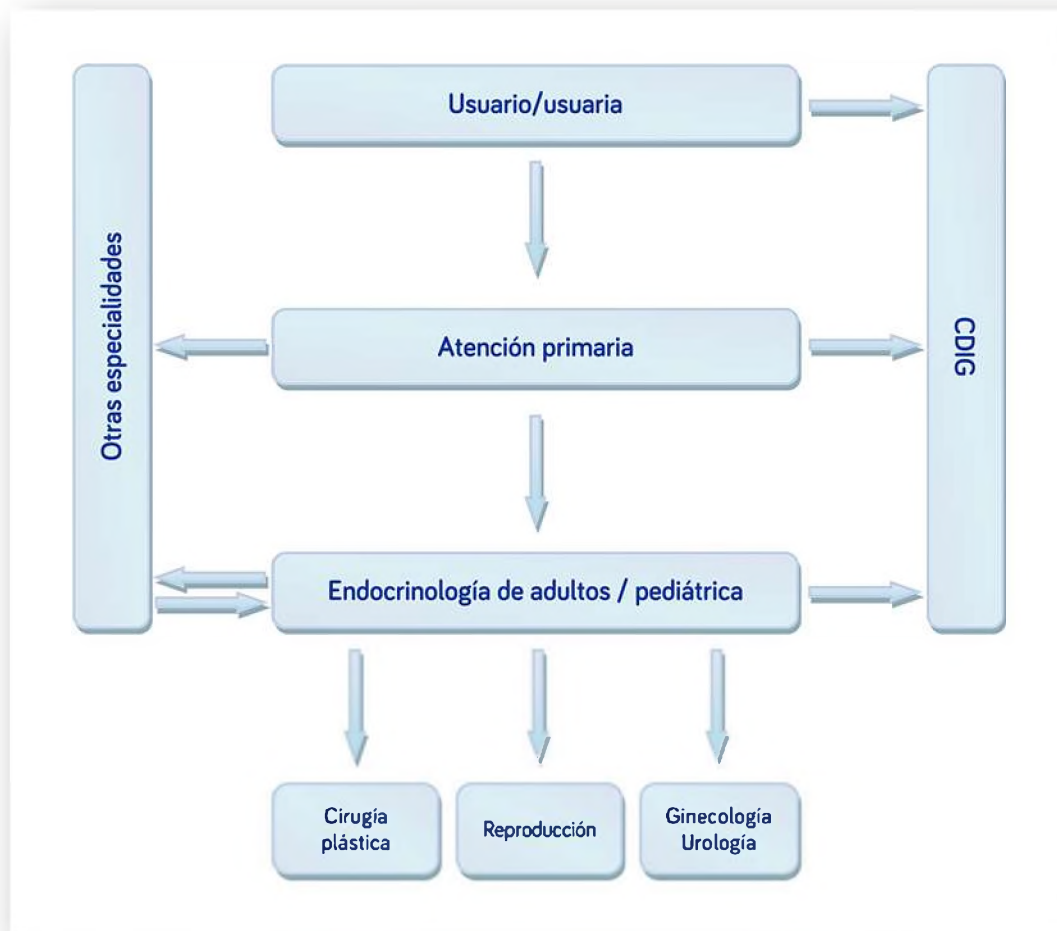 Usuario/usuaria
Otras especialidades
Atención primaria
CDIG
Endocrinología de adultos / pediátrica
Cirugía
plástica
Reproducción
Ginecología
Urología